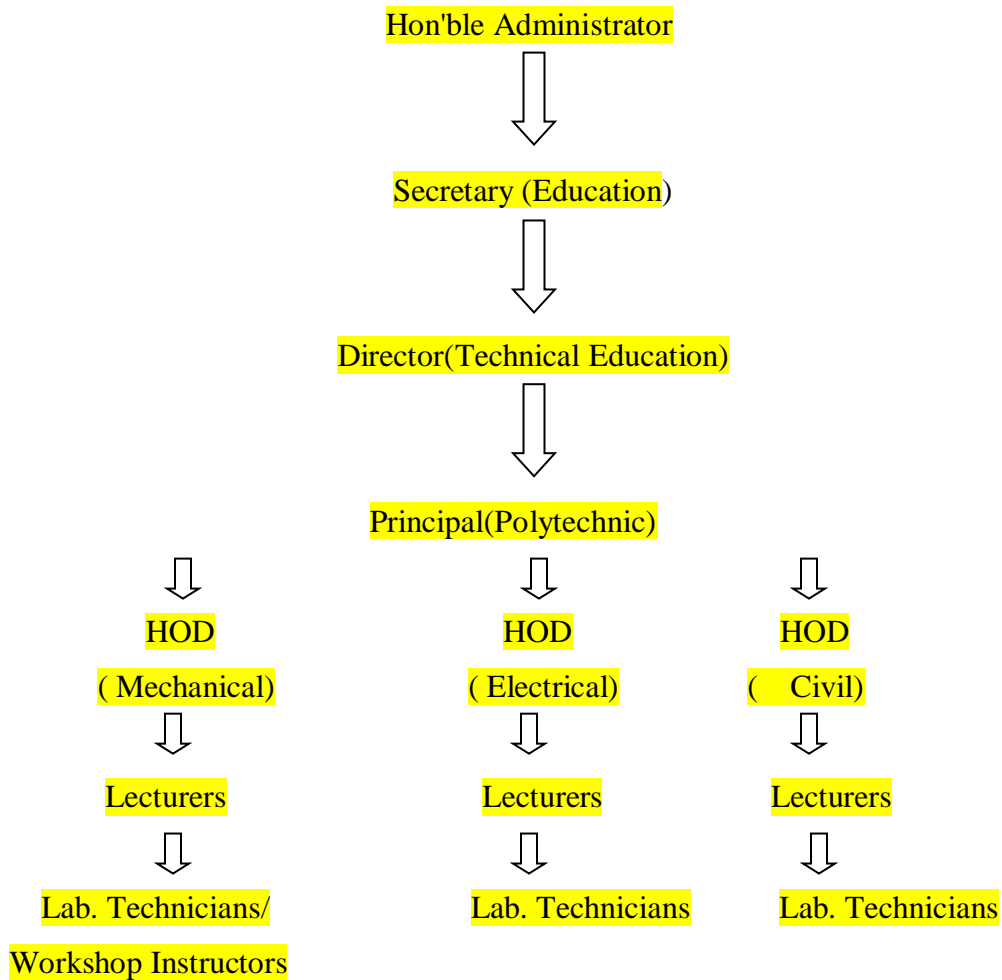 Hon'ble Administrator
Secretary (Education)
Director(Technical Education)
Principal(Polytechnic)
HOD HOD HOD
( Mechanical) ( Electrical) ( Civil)
Lecturers Lecturers Lecturers
Lab. Technicians/ Lab. Technicians Lab. Technicians
Workshop Instructors